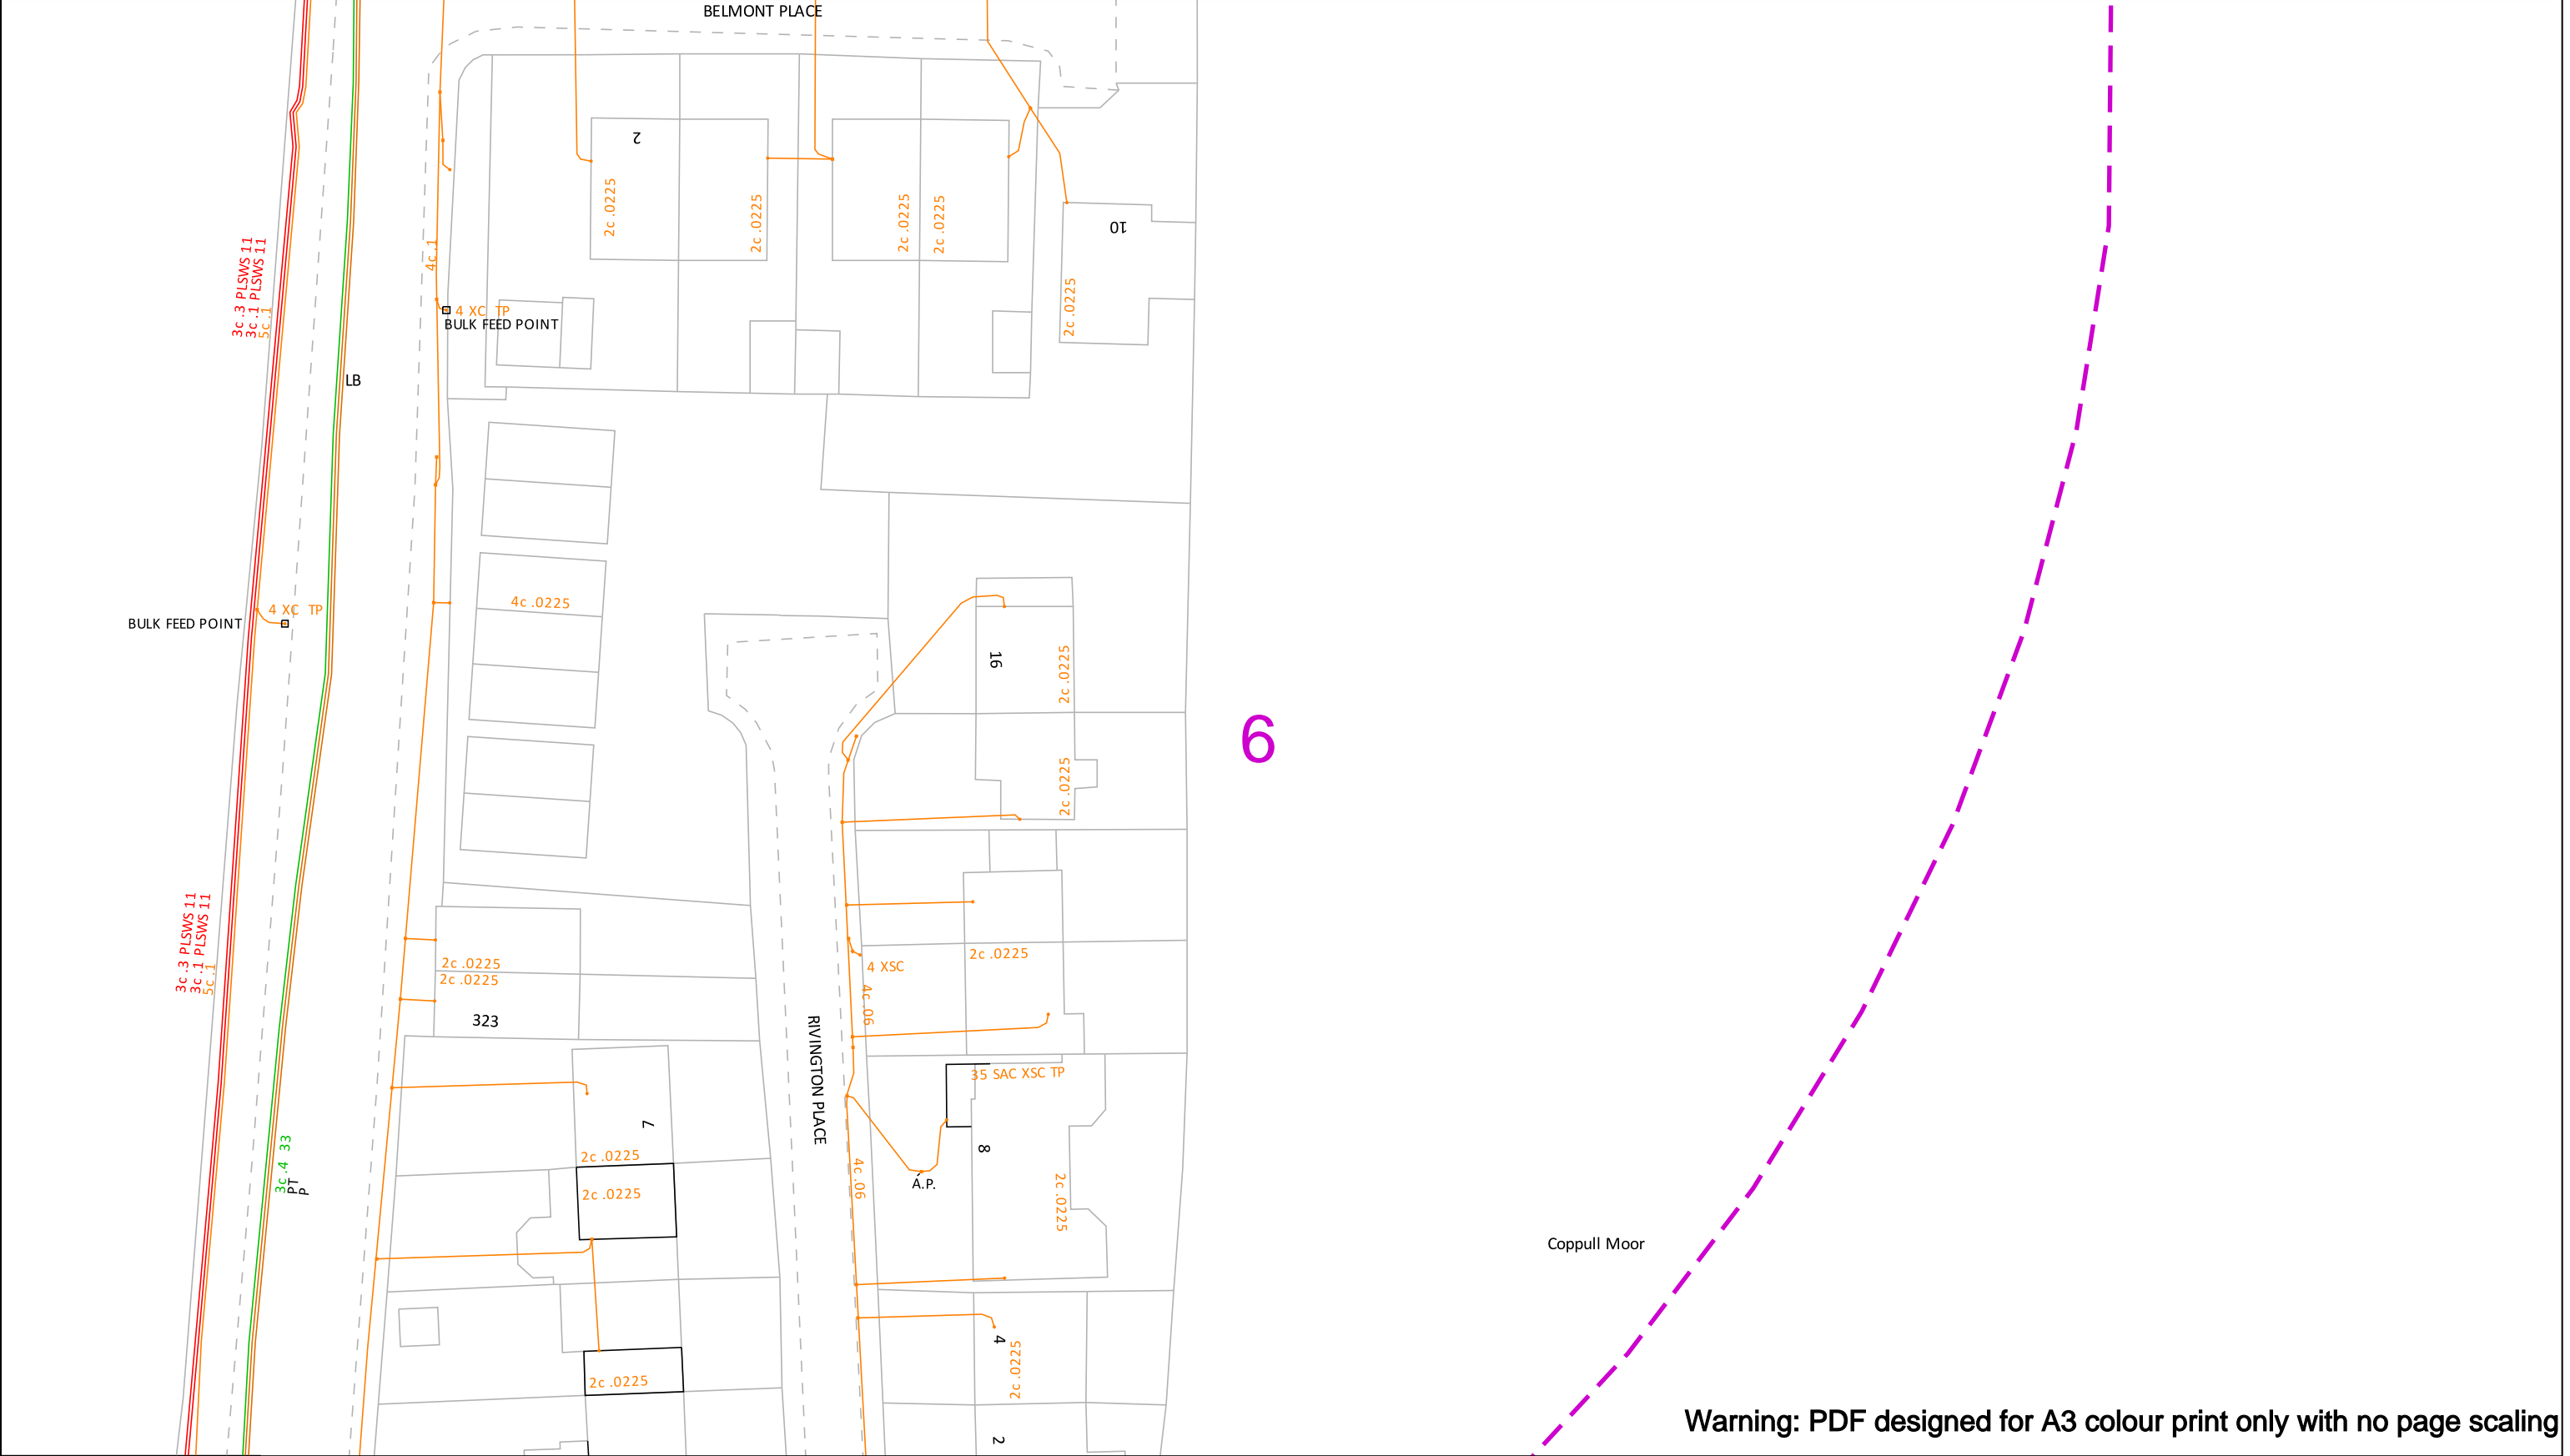 BELMONT PLACE
2
2c .0225
2c .0225
2c .0225
2c .0225
10
2c .0225
3c .3 PLSWS 11
3c .1 PLSWS 11
5c .1
4c .1
4 XC TP
BULK FEED POINT
LB
4c .0225
4 XC TP
BULK FEED POINT
16
2c .0225
6
2c .0225
3c .3 PLSWS 11
3c .1 PLSWS 11
5c .1
2c .0225
2c .0225
323
2c .0225
4 XSC
4c .06
RIVINGTON PLACE
35 SAC XSC TP
7
2c .0225
2c .0225
8
4c .06
A.P.
2c .0225
3c .4 33
PT
P
Coppull Moor
4
2c .0225
2c .0225
Warning: PDF designed for A3 colour print only with no page scaling
2